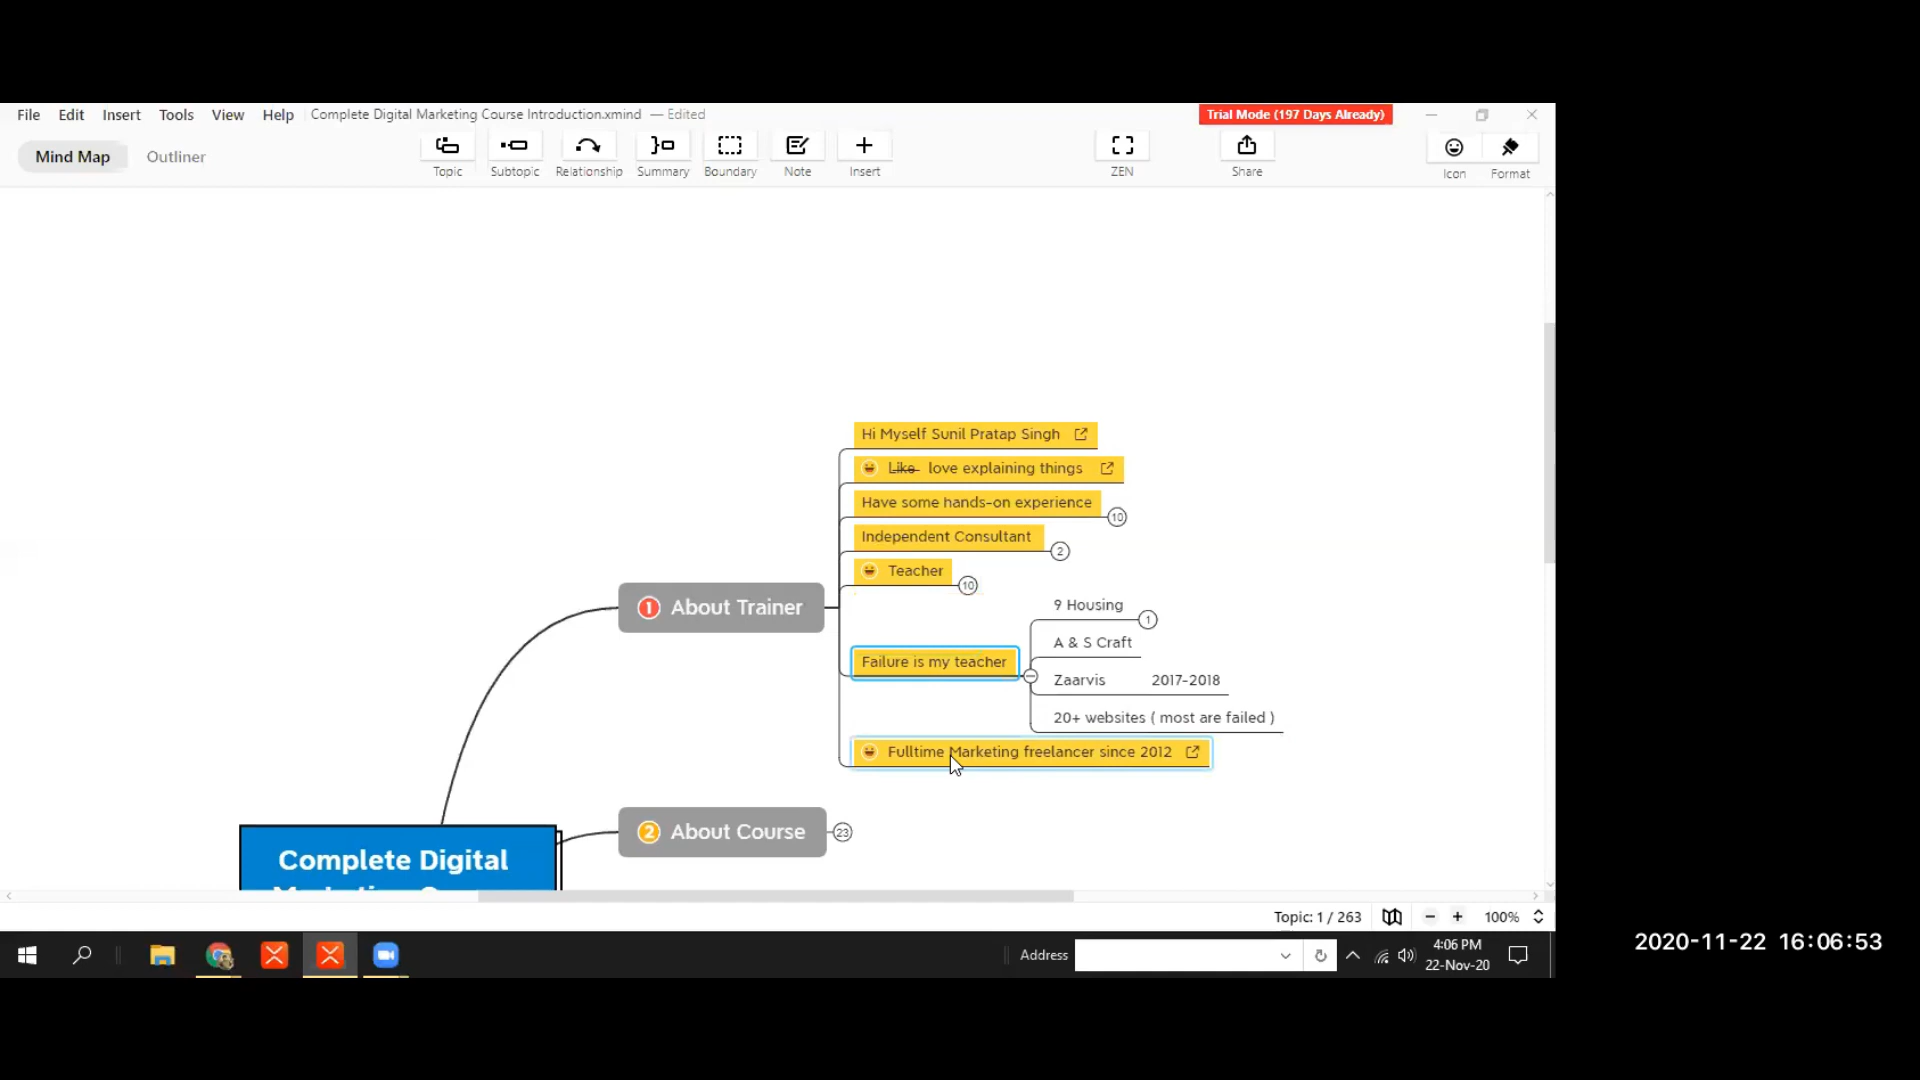 File Edit Insert Tools View Help Complete Digital Marketing Course Introduction.xmind — Edited Trial Mode (197 Days Already)
Mind Map Outliner
Topic Subtopic Relationship Summary Boundary Note Insert ZEN Share Icon Format
Hi Myself Sunil Pratap Singh
Like love explaining things
Have some hands-on experience
10
Independent Consultant
2
Teacher
10
1 About Trainer
9 Housing
1
A & S Craft
Failure is my teacher
Zaarvis 2017-2018
20+ websites ( most are failed )
Fulltime Marketing freelancer since 2012
2 About Course 23
Complete Digital
Topic: 1 / 263 100%
Address
4:06 PM
22-Nov-20
2020-11-22 16:06:53